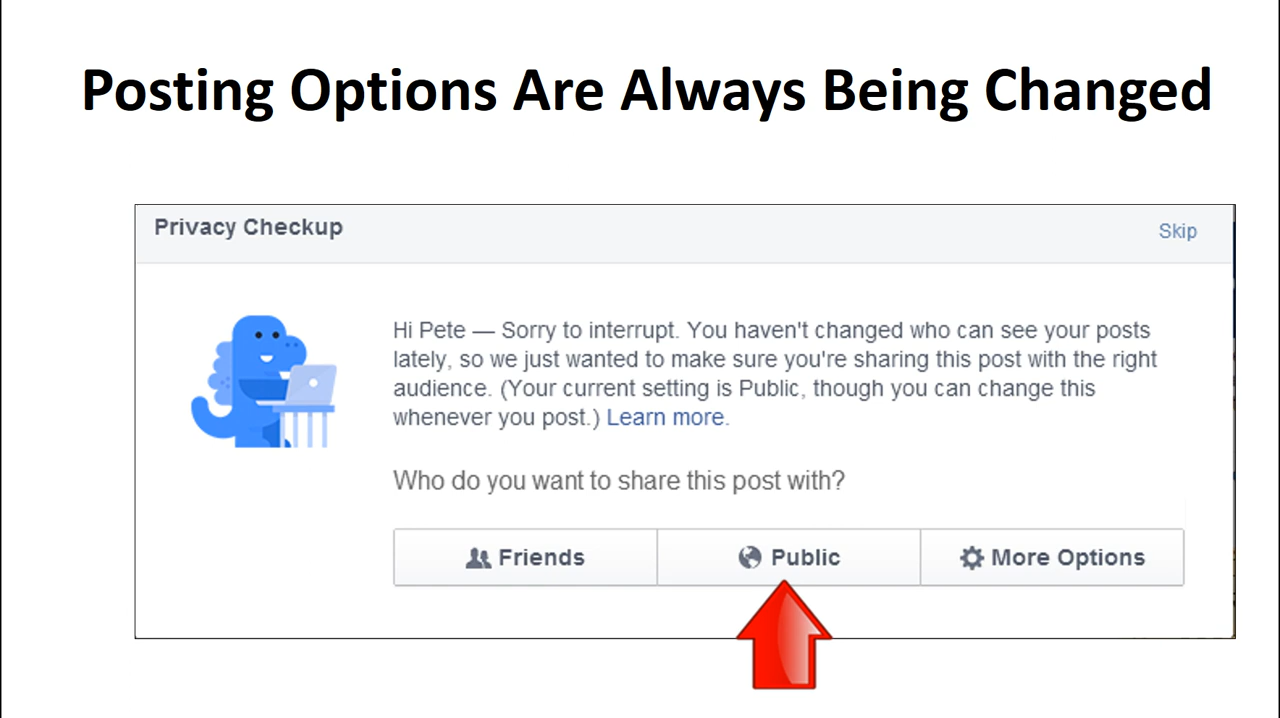 Posting Options Are Always Being Changed
Privacy Checkup
Skip
Hi Pete — Sorry to interrupt. You haven't changed who can see your posts
lately, so we just wanted to make sure you're sharing this post with the right
audience. (Your current setting is Public, though you can change this
whenever you post.) Learn more.
Who do you want to share this post with?
Friends
Public
More Options